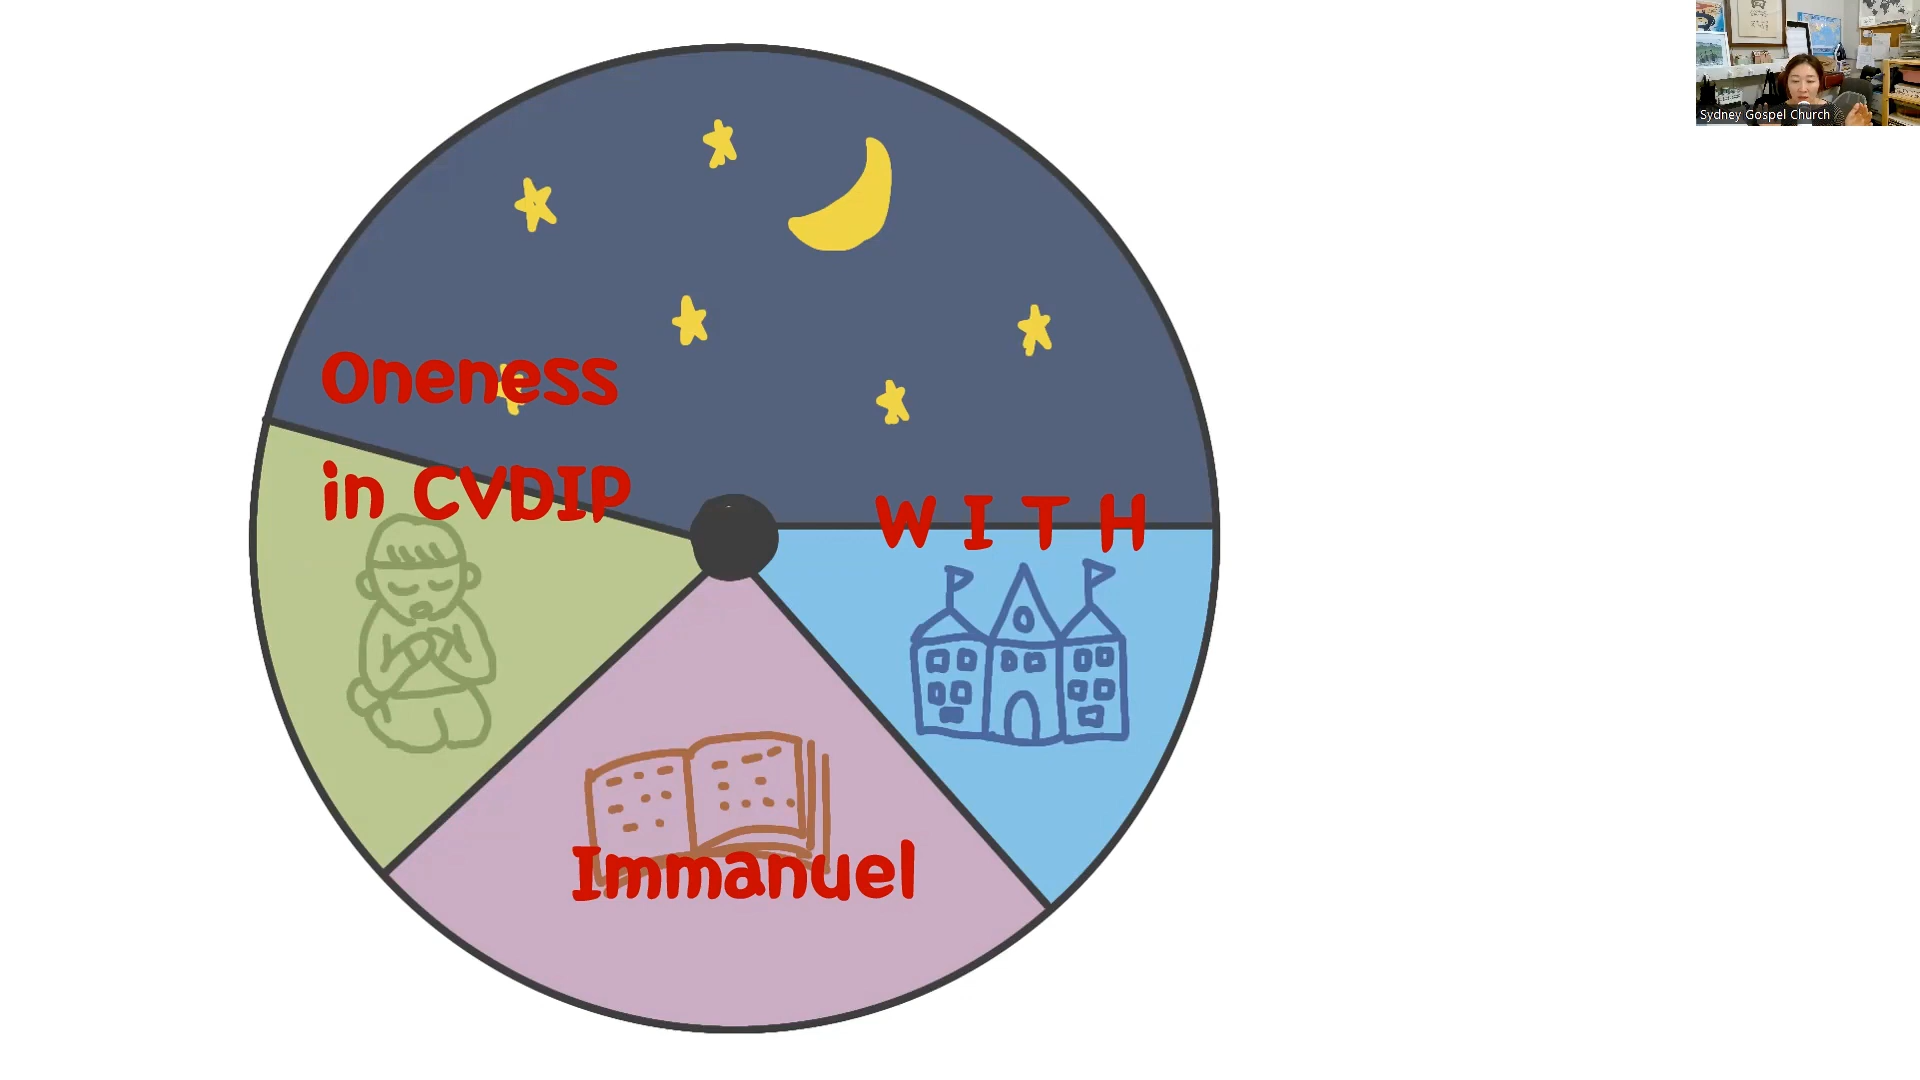 Sydney Gospel Church
Oneness
in CVDIP
W I T H
Immanuel